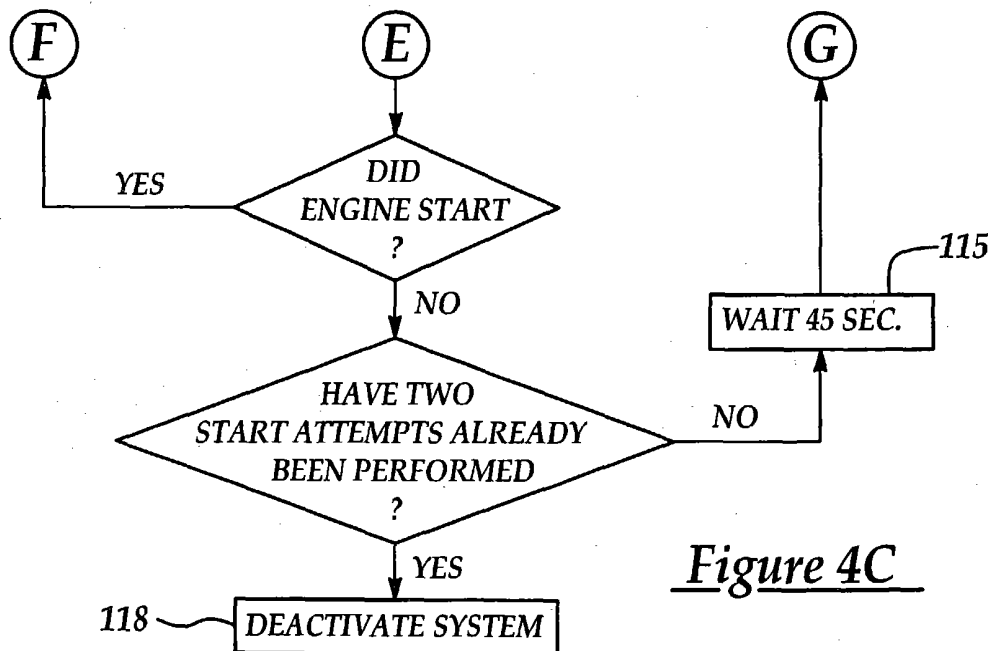 F
E
G
DID
ENGINE START
?
YES
NO
115
WAIT 45 SEC.
HAVE TWO
START ATTEMPTS ALREADY
BEEN PERFORMED
?
NO
YES
118
DEACTIVATE SYSTEM
Figure 4C